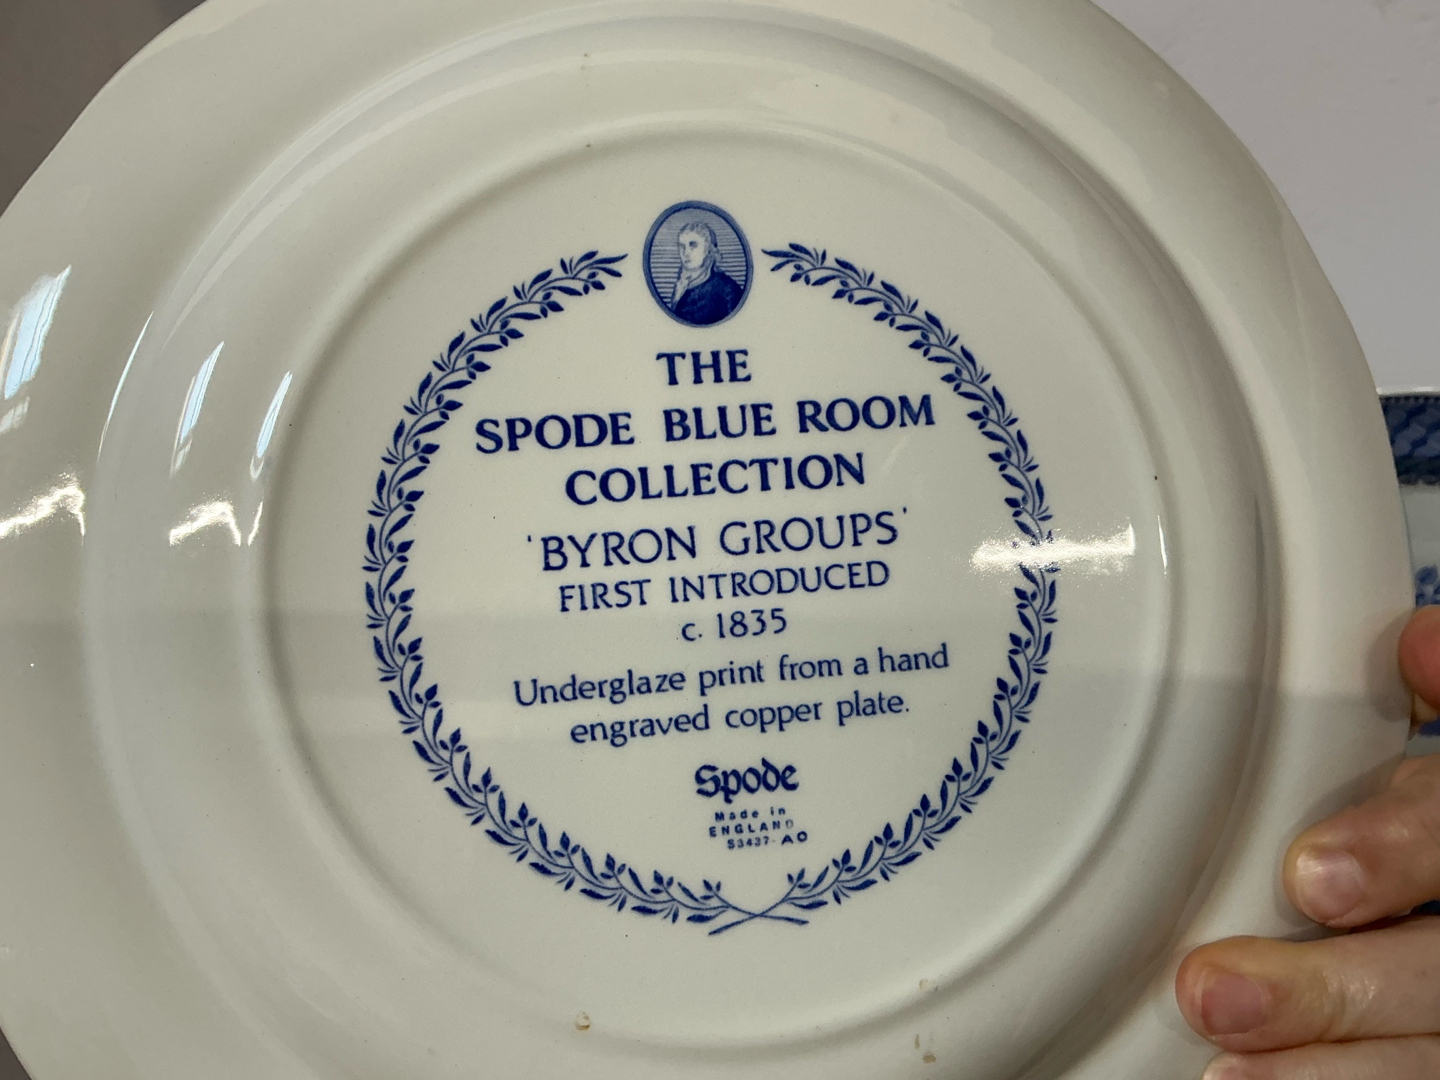 THE
SPODE BLUE ROOM
COLLECTION
'BYRON GROUPS'
FIRST INTRODUCED
c. 1835
Underglaze print from a hand
engraved copper plate.
Spode
Made in
ENGLAND
S3437- AO